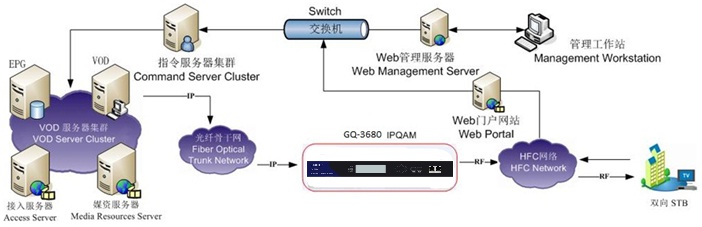 Switch
交换机
指令服务器集群
Command Server Cluster
Web管理服务器
Web Management Server
管理工作站
Management Workstation
EPG
VOD
VOD 服务器集群
VOD Server Cluster
IP
光纤骨干网
Fiber Optical
Trunk Network
IP
GQ-3680 IPQAM
RF
Web门户网站
Web Portal
HFC网络
HFC Network
RF
双向 STB
接入服务器
Access Server
媒资服务器
Media Resources Server
TV